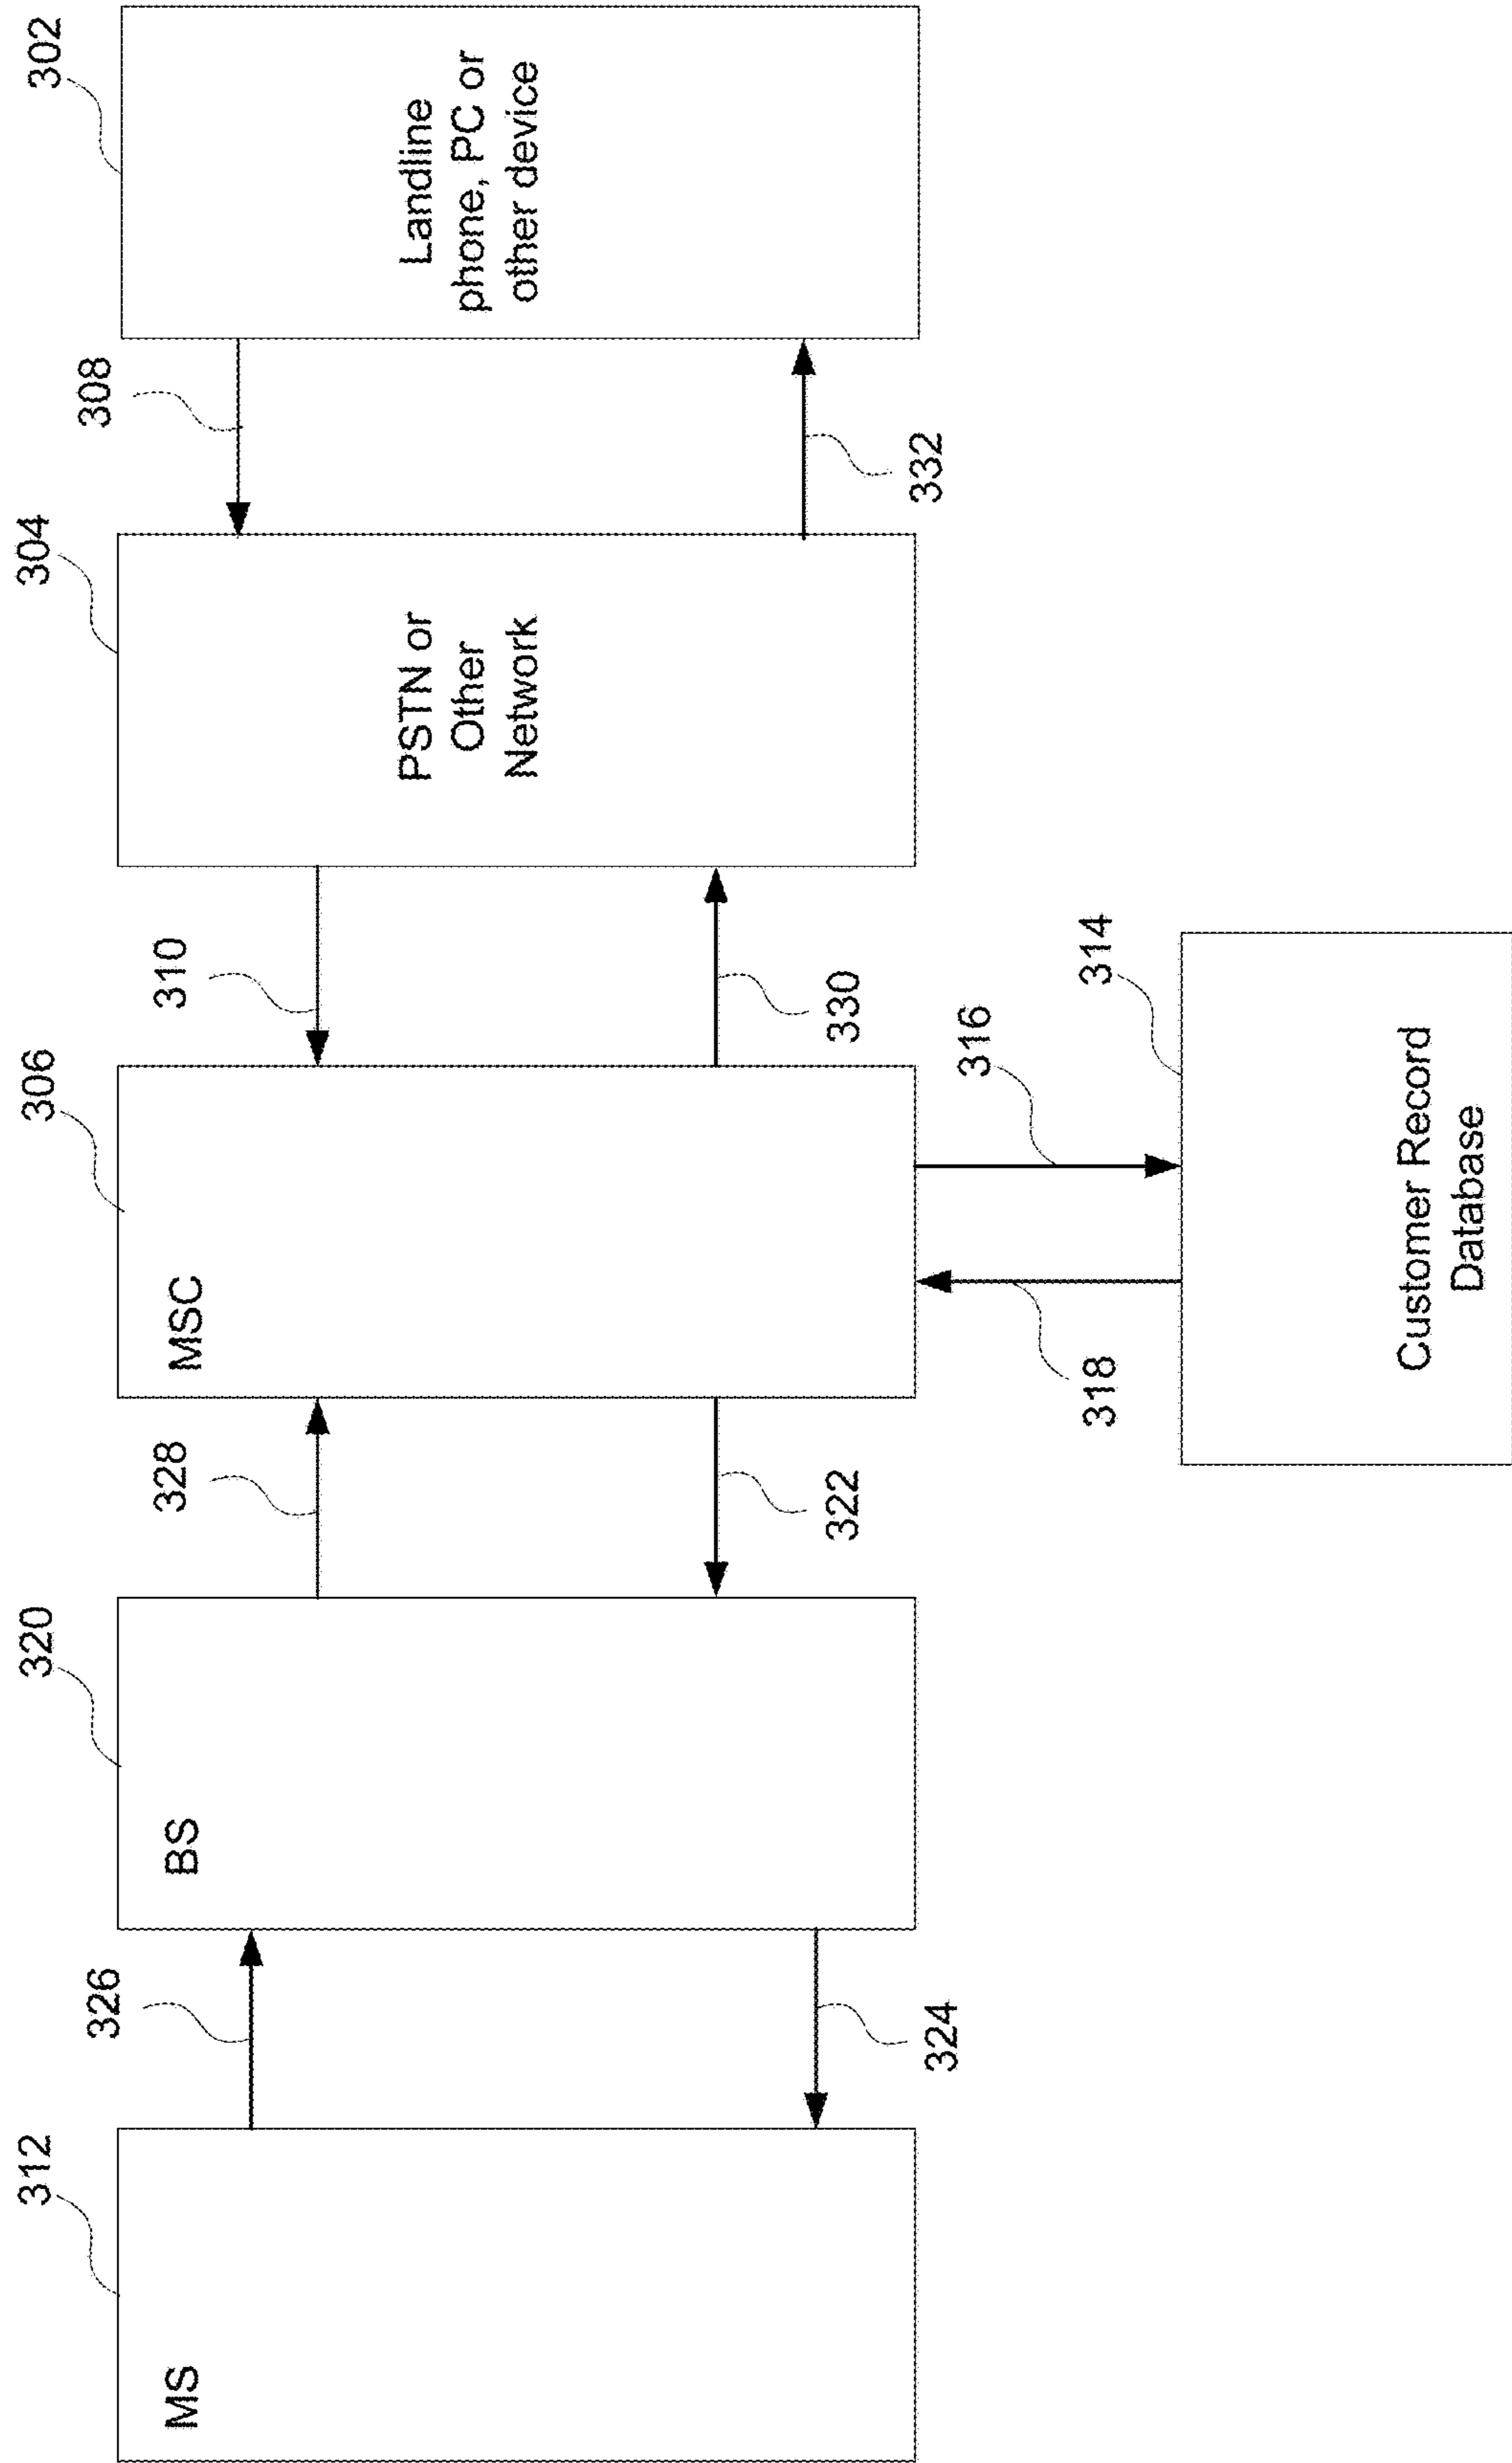 312
320
306
304
302
326
328
310
308
MS
BS
MSC
PSTN or
Other
Network
Landline
phone, PC or
other device
324
322
330
332
318
316
314
Customer Record
Database